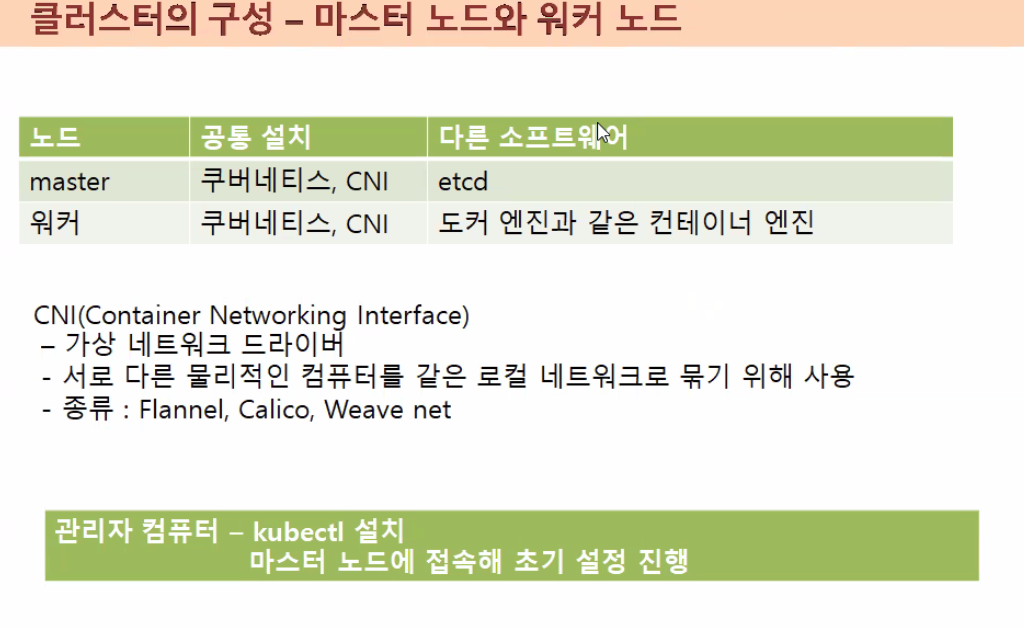 클러스터의 구성 – 마스터 노드와 워커 노드
노드 공통 설치 다른 소프트웨어
master 쿠버네티스, CNI etcd
워커 쿠버네티스, CNI 도커 엔진과 같은 컨테이너 엔진
CNI(Container Networking Interface)
– 가상 네트워크 드라이버
- 서로 다른 물리적인 컴퓨터를 같은 로컬 네트워크로 묶기 위해 사용
- 종류 : Flannel, Calico, Weave net
관리자 컴퓨터 – kubectl 설치
마스터 노드에 접속해 초기 설정 진행